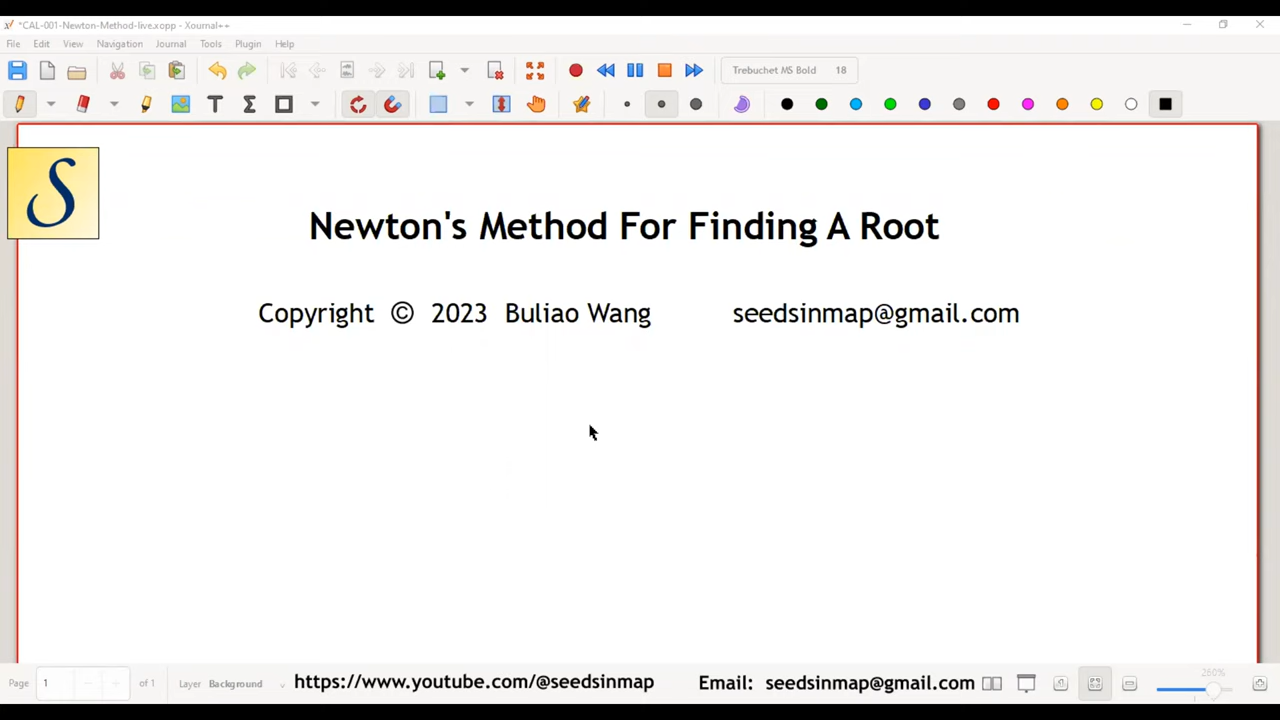 *CAL-001-Newton-Method-live.xopp - Xournal++
File Edit View Navigation Journal Tools Plugin Help
Trebuchet MS Bold 18
S
Newton's Method For Finding A Root
Copyright © 2023 Buliao Wang seedsinmap@gmail.com
260%
Page 1 of 1 Layer Background https://www.youtube.com/@seedsinmap Email: seedsinmap@gmail.com